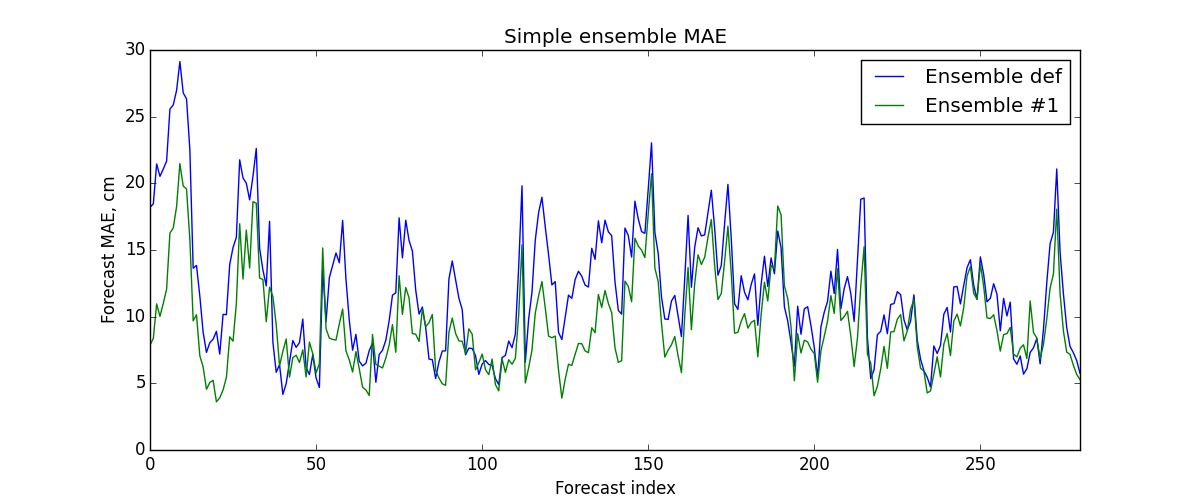 Simple ensemble MAE
30
25
20
15
10
5
0
Forecast MAE, cm
Ensemble def
Ensemble #1
0 50 100 150 200 250
Forecast index